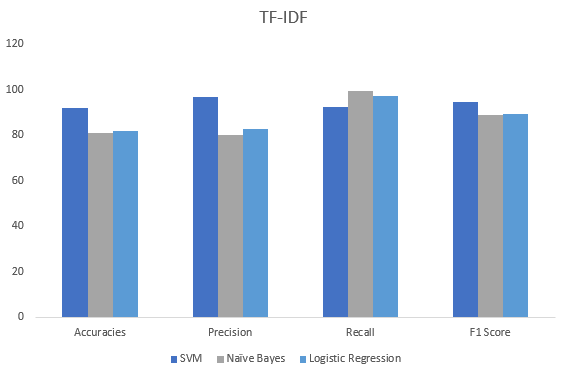 TF-IDF
120
100
80
60
40
20
0
Accuracies Precision Recall F1 Score
SVM Naïve Bayes Logistic Regression